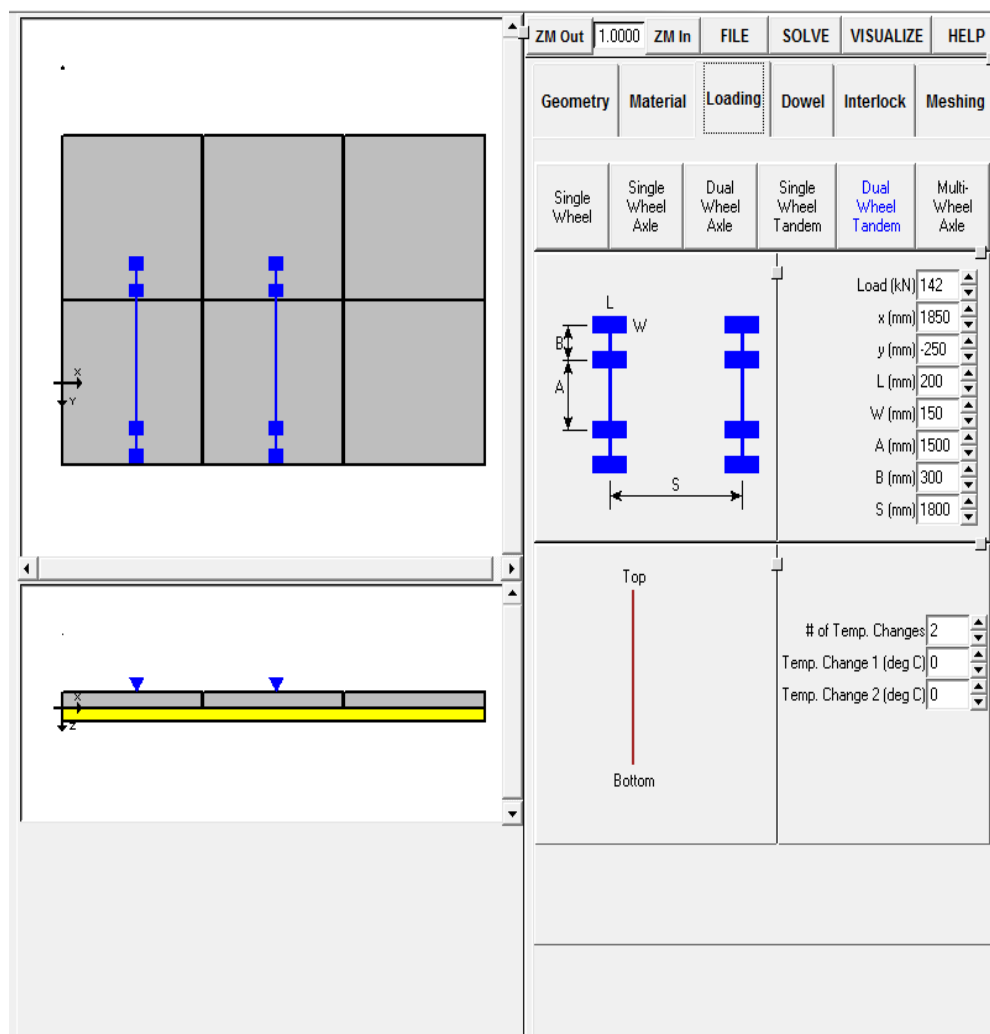 ZM Out 1.0000 ZM In FILE SOLVE VISUALIZE HELP
Geometry Material Loading Dowel Interlock Meshing
Single Wheel
Single Wheel Axle
Dual Wheel Axle
Single Wheel Tandem
Dual Wheel Tandem
Multi-Wheel Axle
X
Y
L
W
B
A
S
Load (kN) 142
x (mm) 1850
y (mm) -250
L (mm) 200
W (mm) 150
A (mm) 1500
B (mm) 300
S (mm) 1800
X
Z
Top
Bottom
# of Temp. Changes 2
Temp. Change 1 (deg C) 0
Temp. Change 2 (deg C) 0